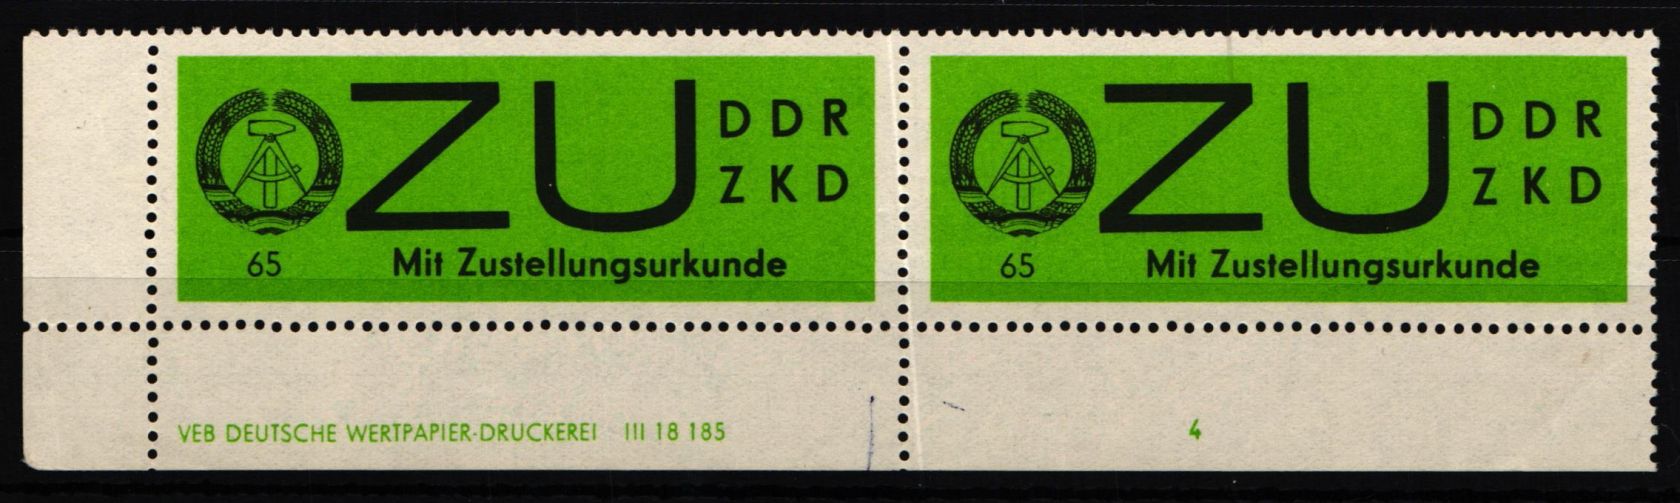 ZU
DDR
ZKD
65 Mit Zustellungsurkunde
ZU
DDR
ZKD
65 Mit Zustellungsurkunde
VEB DEUTSCHE WERTPAPIER-DRUCKEREI III 18 185
4